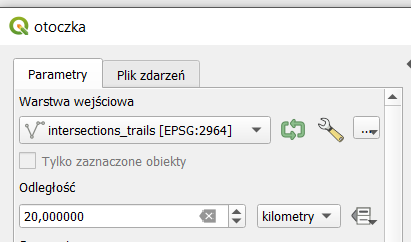 otoczka
Parametry Plik zdarzeń
Warstwa wejściowa
intersections_trails [EPSG:2964]
...
Tylko zaznaczone obiekty
Odległość
20,000000 kilometry